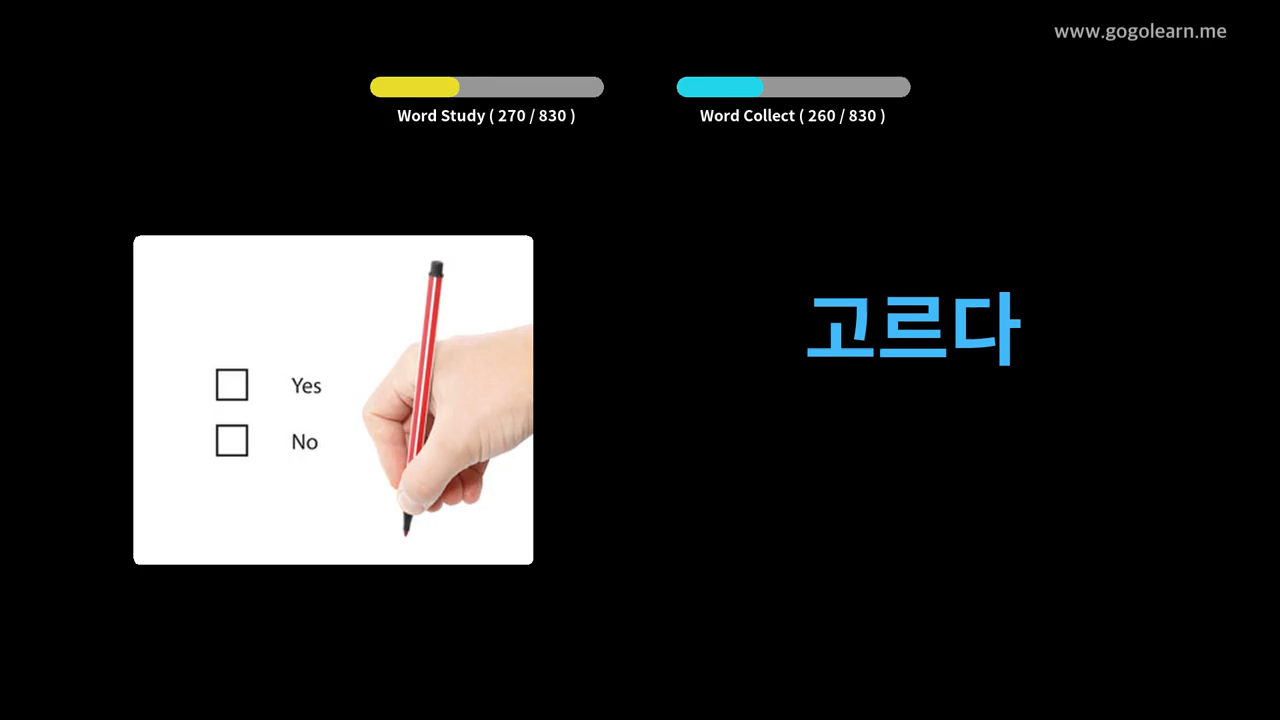 www.gogolearn.me
Word Study ( 270 / 830 )
Word Collect ( 260 / 830 )
Yes
No
고르다